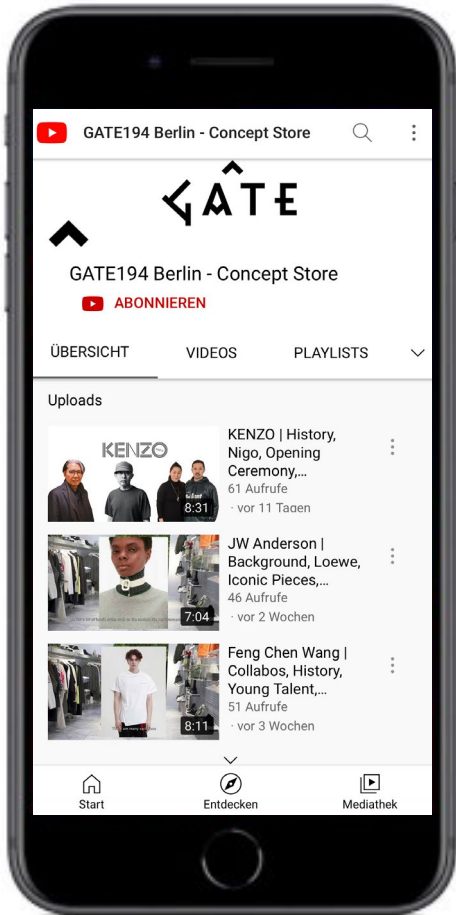 GATE194 Berlin - Concept Store
GATE
GATE194 Berlin - Concept Store
ABONNIEREN
ÜBERSICHT
VIDEOS
PLAYLISTS
Uploads
KENZO
8:31
KENZO | History,
Nigo, Opening
Ceremony,...
61 Aufrufe
· vor 11 Tagen
7:04
JW Anderson |
Background, Loewe,
Iconic Pieces,...
46 Aufrufe
· vor 2 Wochen
8:11
Feng Chen Wang |
Collabos, History,
Young Talent,...
51 Aufrufe
· vor 3 Wochen
Start
Entdecken
Mediathek